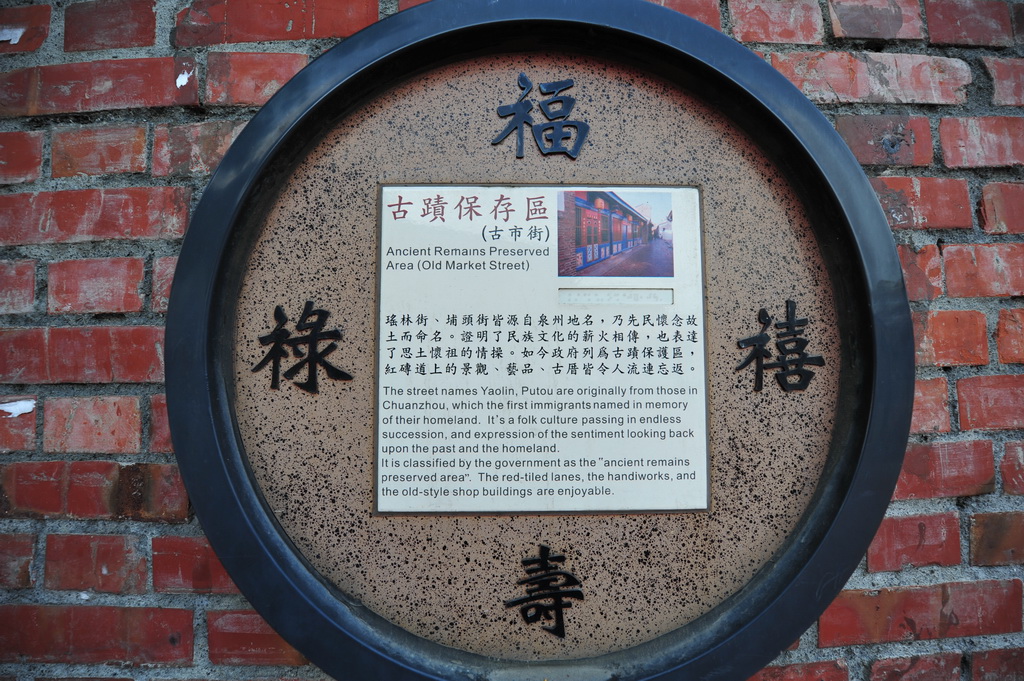 福
古蹟保存區
(古市街)
Ancient Remains Preserved
Area (Old Market Street)
瑤林街、埔頭街皆源自泉州地名，乃先民懷念故
土而命名。證明了民族文化的薪火相傳，也表達
了思土懷祖的情操。如今政府列為古蹟保護區，
紅磚道上的景觀、藝品、古厝皆令人流連忘返。
The street names Yaolin, Putou are originally from those in
Chuanzhou, which the first immigrants named in memory
of their homeland. It's a folk culture passing in endless
succession, and expression of the sentiment looking back
upon the past and the homeland.
It is classified by the government as the "ancient remains
preserved area". The red-tiled lanes, the handiworks, and
the old-style shop buildings are enjoyable.
祿
禧
壽